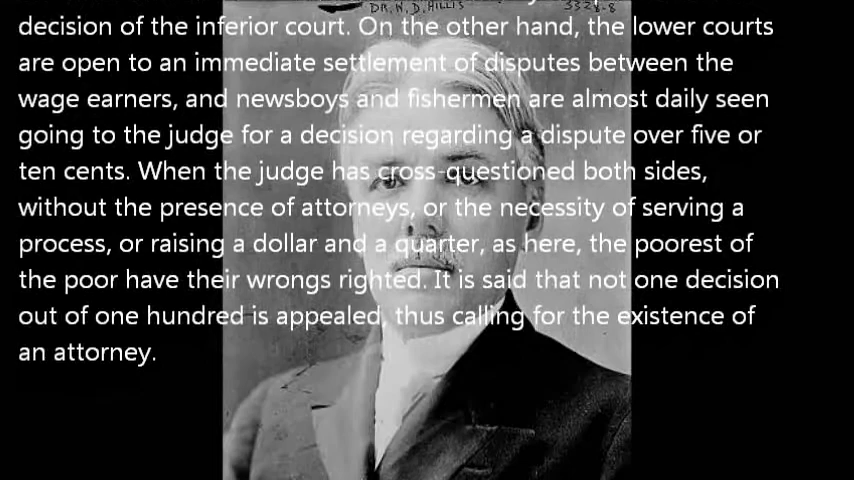 DR. N. D. HILLIS 3328-8
decision of the inferior court. On the other hand, the lower courts
are open to an immediate settlement of disputes between the
wage earners, and newsboys and fishermen are almost daily seen
going to the judge for a decision regarding a dispute over five or
ten cents. When the judge has cross-questioned both sides,
without the presence of attorneys, or the necessity of serving a
process, or raising a dollar and a quarter, as here, the poorest of
the poor have their wrongs righted. It is said that not one decision
out of one hundred is appealed, thus calling for the existence of
an attorney.